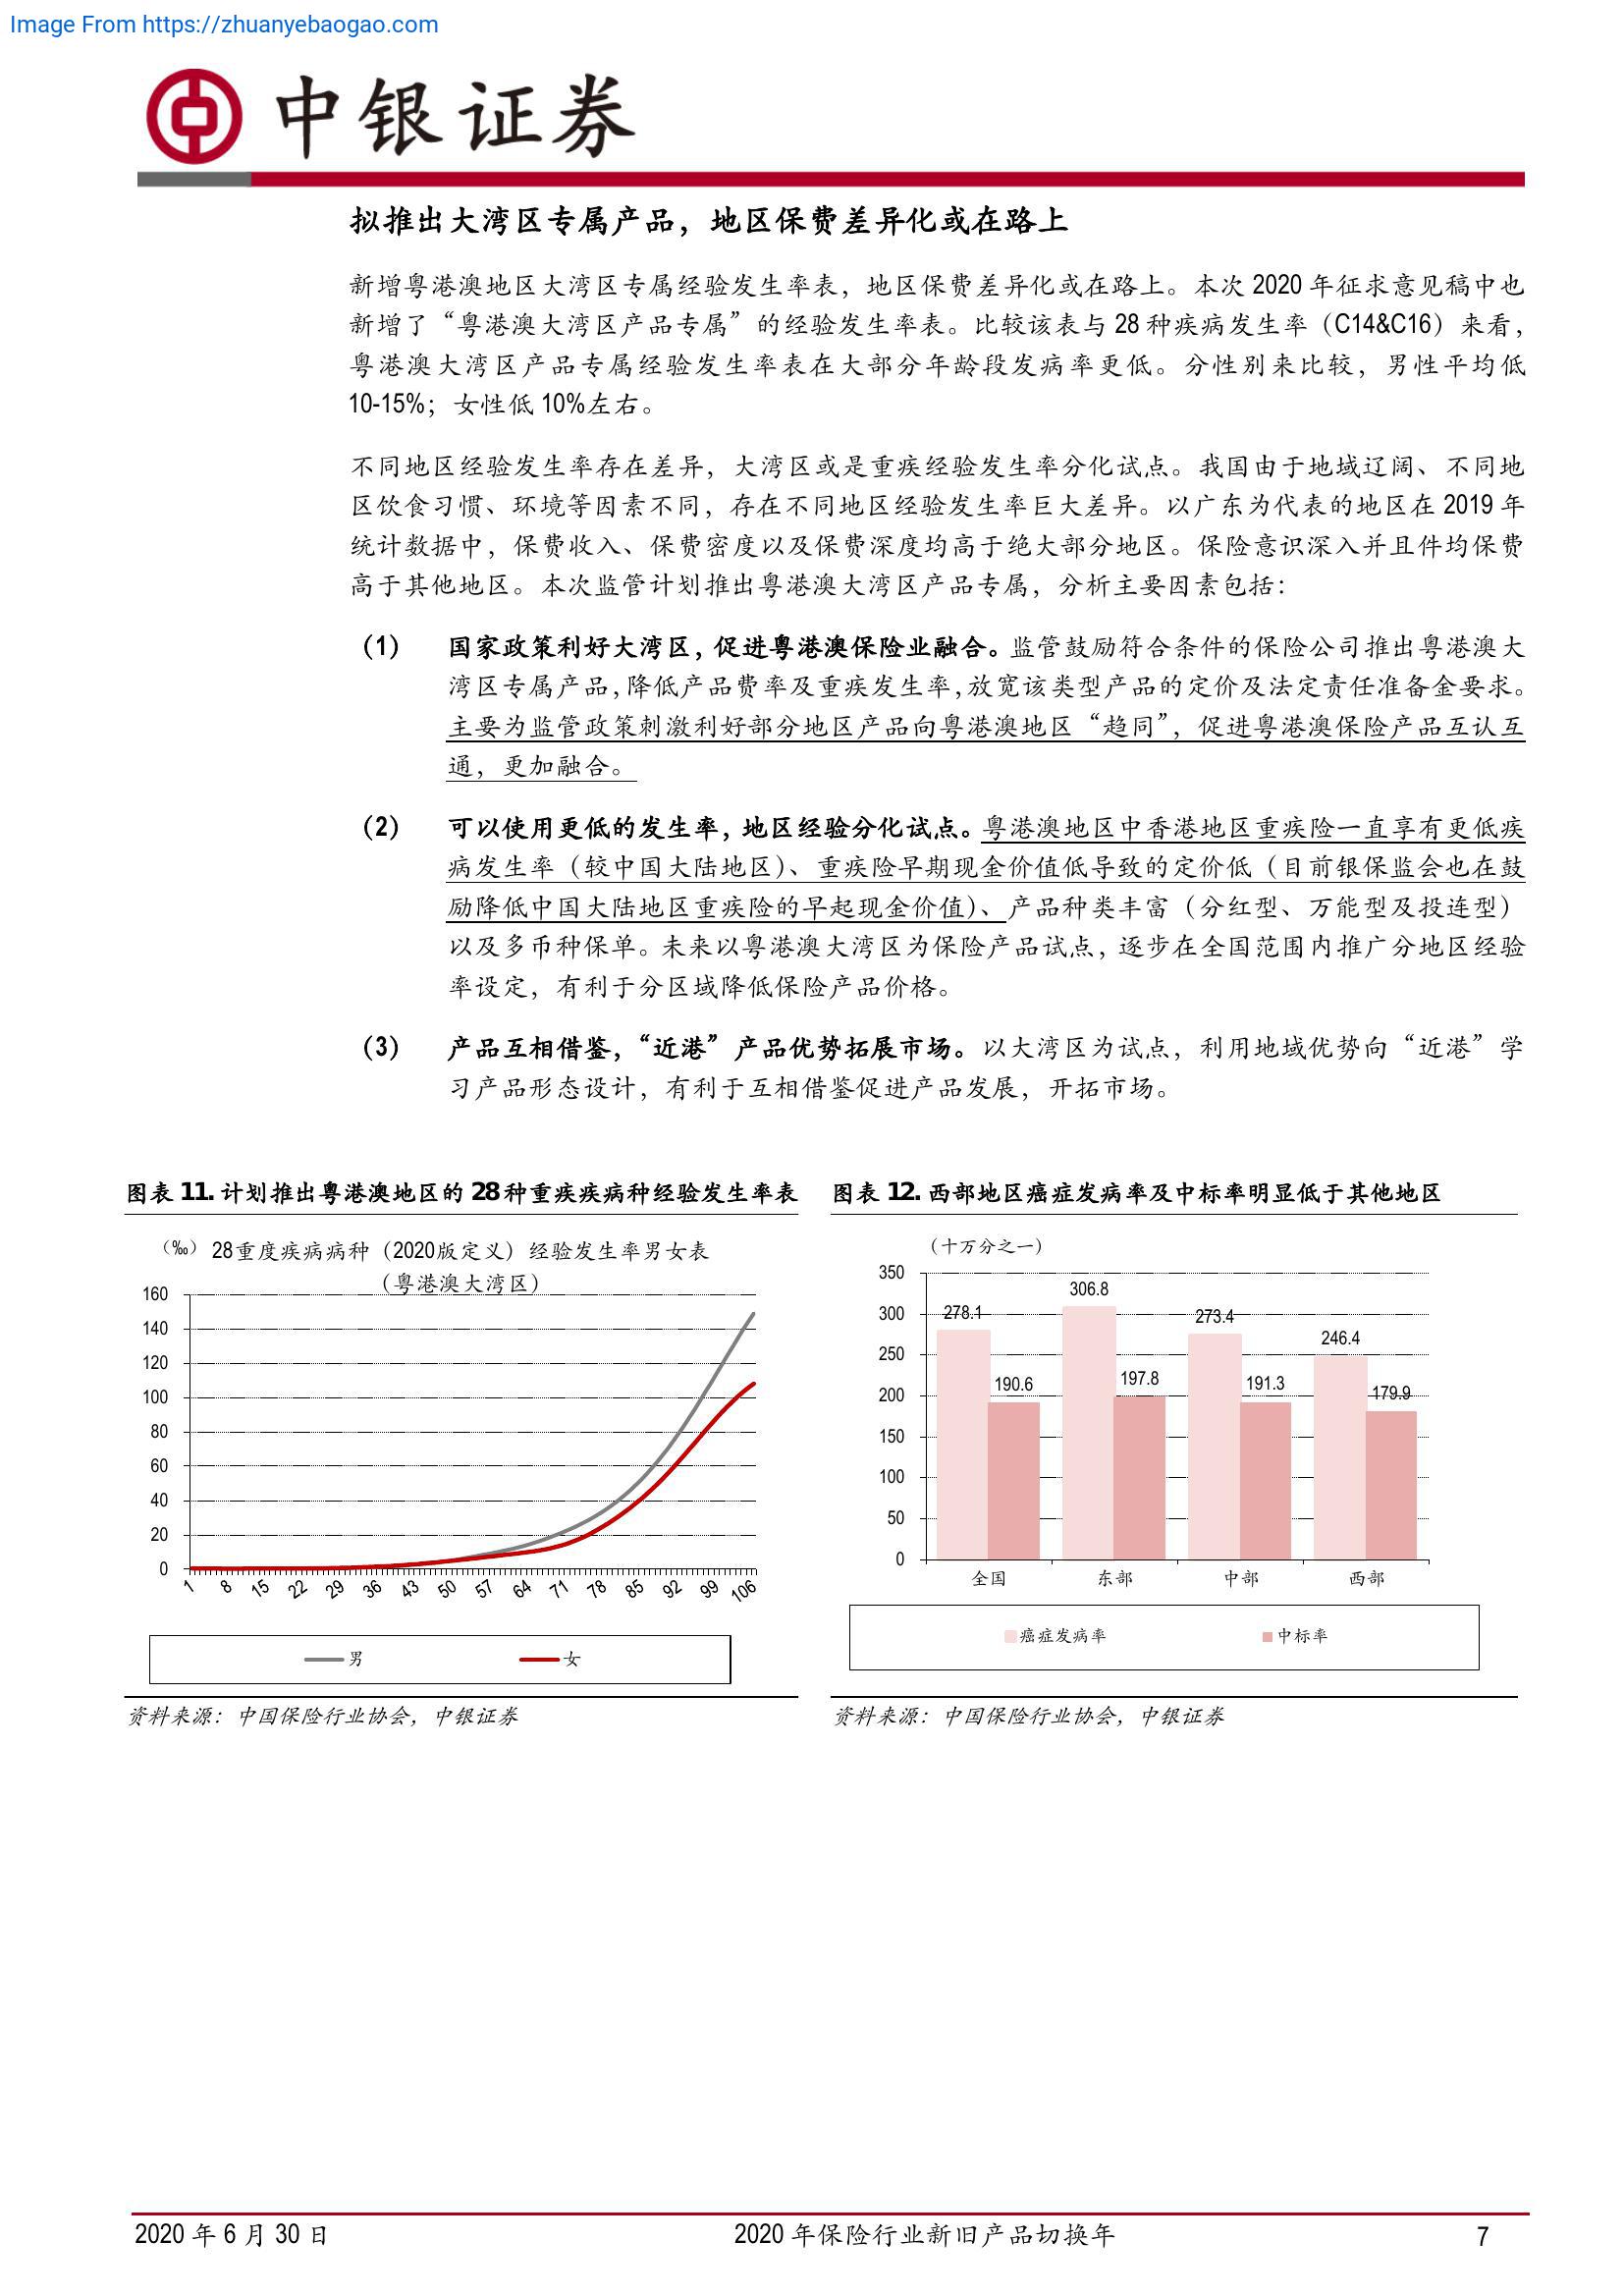 Image From https://zhuanyebaogao.com
中银证券
拟推出大湾区专属产品，地区保费差异化或在路上
新增粤港澳地区大湾区专属经验发生率表，地区保费差异化或在路上。本次 2020 年征求意见稿中也
新增了“粤港澳大湾区产品专属”的经验发生率表。比较该表与 28 种疾病发生率（C14&C16）来看，
粤港澳大湾区产品专属经验发生率表在大部分年龄段发病率更低。分性别来比较，男性平均低
10-15%；女性低 10%左右。
不同地区经验发生率存在差异，大湾区或是重疾经验发生率分化试点。我国由于地域辽阔、不同地
区饮食习惯、环境等因素不同，存在不同地区经验发生率巨大差异。以广东为代表的地区在 2019 年
统计数据中，保费收入、保费密度以及保费深度均高于绝大部分地区。保险意识深入并且件均保费
高于其他地区。本次监管计划推出粤港澳大湾区产品专属，分析主要因素包括：
（1） 国家政策利好大湾区，促进粤港澳保险业融合。监管鼓励符合条件的保险公司推出粤港澳大
湾区专属产品，降低产品费率及重疾发生率，放宽该类型产品的定价及法定责任准备金要求。
主要为监管政策刺激利好部分地区产品向粤港澳地区“趋同”，促进粤港澳保险产品互认互
通，更加融合。
（2） 可以使用更低的发生率，地区经验分化试点。粤港澳地区中香港地区重疾险一直享有更低疾
病发生率（较中国大陆地区）、重疾险早期现金价值低导致的定价低（目前银保监会也在鼓
励降低中国大陆地区重疾险的早起现金价值）、产品种类丰富（分红型、万能型及投连型）
以及多币种保单。未来以粤港澳大湾区为保险产品试点，逐步在全国范围内推广分地区经验
率设定，有利于分区域降低保险产品价格。
（3） 产品互相借鉴，“近港”产品优势拓展市场。以大湾区为试点，利用地域优势向“近港”学
习产品形态设计，有利于互相借鉴促进产品发展，开拓市场。
图表 11. 计划推出粤港澳地区的 28 种重疾疾病种经验发生率表
（‰） 28重度疾病病种（2020版定义）经验发生率男女表
（粤港澳大湾区）
160
140
120
100
80
60
40
20
0
1 8 15 22 29 36 43 50 57 64 71 78 85 92 99 106
男 女
资料来源：中国保险行业协会，中银证券
图表 12. 西部地区癌症发病率及中标率明显低于其他地区
（十万分之一）
350
300
250
200
150
100
50
0
278.1 306.8 273.4 246.4
190.6 197.8 191.3 179.9
全国 东部 中部 西部
癌症发病率 中标率
资料来源：中国保险行业协会，中银证券
2020 年 6 月 30 日 2020 年保险行业新旧产品切换年 7